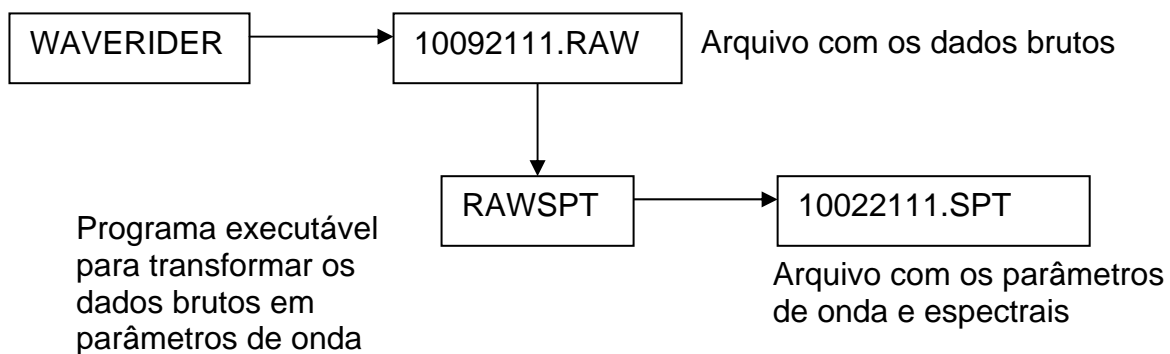 WAVERIDER
10092111.RAW
Arquivo com os dados brutos
RAWSPT
10022111.SPT
Programa executável
para transformar os
dados brutos em
parâmetros de onda
Arquivo com os parâmetros
de onda e espectrais